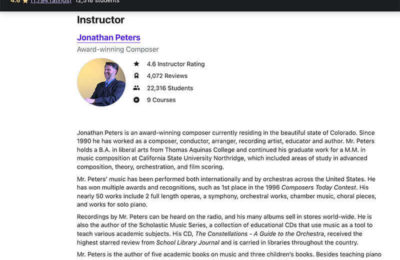 4.6 ★ (1,794 ratings) 12,318 students
Instructor
Jonathan Peters
Award-winning Composer
4.6 Instructor Rating
4,072 Reviews
22,316 Students
9 Courses
Jonathan Peters is an award-winning composer currently residing in the beautiful state of Colorado. Since
1990 he has worked as a composer, conductor, arranger, recording artist, educator and author. Mr. Peters
holds a B.A. in liberal arts from Thomas Aquinas College and continued his graduate work for a M.M. in
music composition at California State University Northridge, which included areas of study in advanced
composition, theory, orchestration, and film scoring.
Mr. Peters' music has been performed both internationally and by orchestras across the United States. He
has won multiple awards and recognitions, such as 1st place in the 1996 Composers Today Contest. His
nearly 50 works include 2 full length operas, a symphony, orchestral works, chamber music, choral pieces,
and works for solo piano.
Recordings by Mr. Peters can be heard on the radio, and his many albums sell in stores world-wide. He is
also the author of the Scholastic Music Series, a collection of educational CDs that use music as a tool to
teach various academic subjects. His CD, The Constellations - A Guide to the Orchestra, received the
highest starred review from School Library Journal and is carried in libraries throughout the country.
Mr. Peters is the author of five academic books on music and three children's books. Besides teaching piano